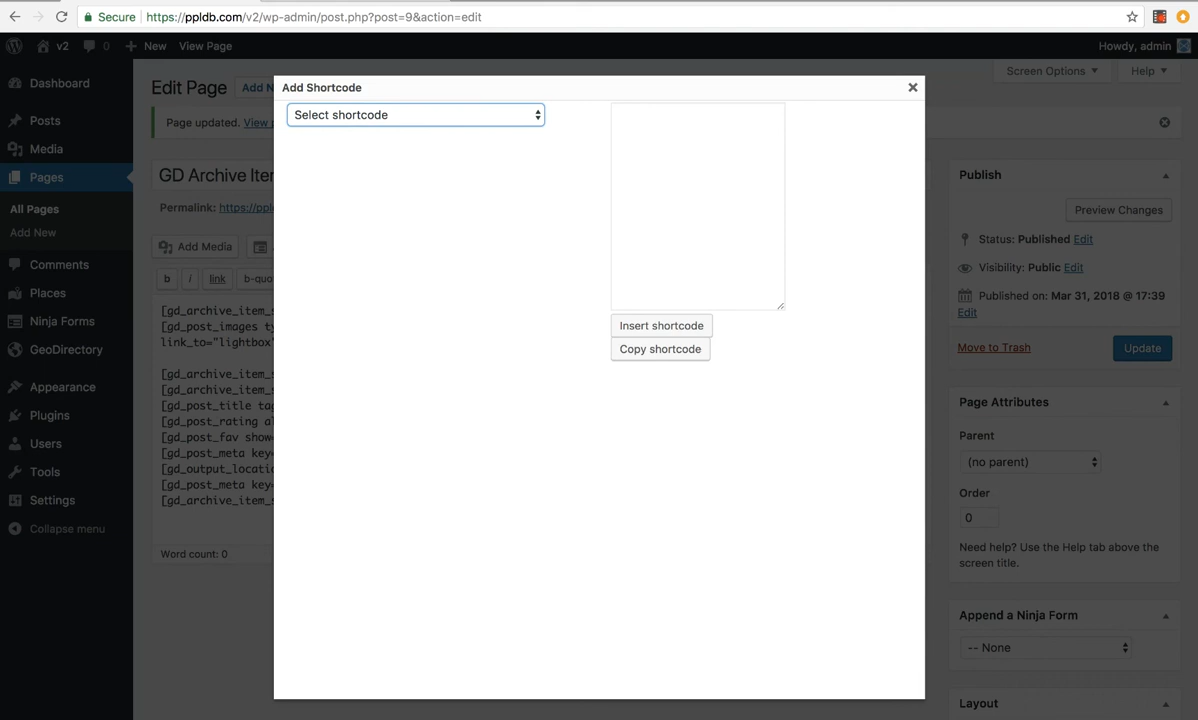 Secure https://ppldb.com/v2/wp-admin/post.php?post=9&action=edit
v2 0 New View Page Howdy, admin
Dashboard
Posts
Media
Pages
All Pages
Add New
Comments
Places
Ninja Forms
GeoDirectory
Appearance
Plugins
Users
Tools
Settings
Collapse menu
Screen Options Help
Edit Page Add N
Page updated. View
GD Archive Iter
Permalink: https://ppl
Add Media
b i link b-quo
[gd_archive_item_s
[gd_post_images ty
link_to="lightbox"
[gd_archive_item_s
[gd_archive_item_s
[gd_post_title tag
[gd_post_rating al
[gd_post_fav show=
[gd_post_meta key=
[gd_output_locatio
[gd_post_meta key=
[gd_archive_item_s
Word count: 0
Add Shortcode
Select shortcode
Insert shortcode
Copy shortcode
Publish
Preview Changes
Status: Published Edit
Visibility: Public Edit
Published on: Mar 31, 2018 @ 17:39
Edit
Move to Trash Update
Page Attributes
Parent
(no parent)
Order
0
Need help? Use the Help tab above the
screen title.
Append a Ninja Form
-- None
Layout